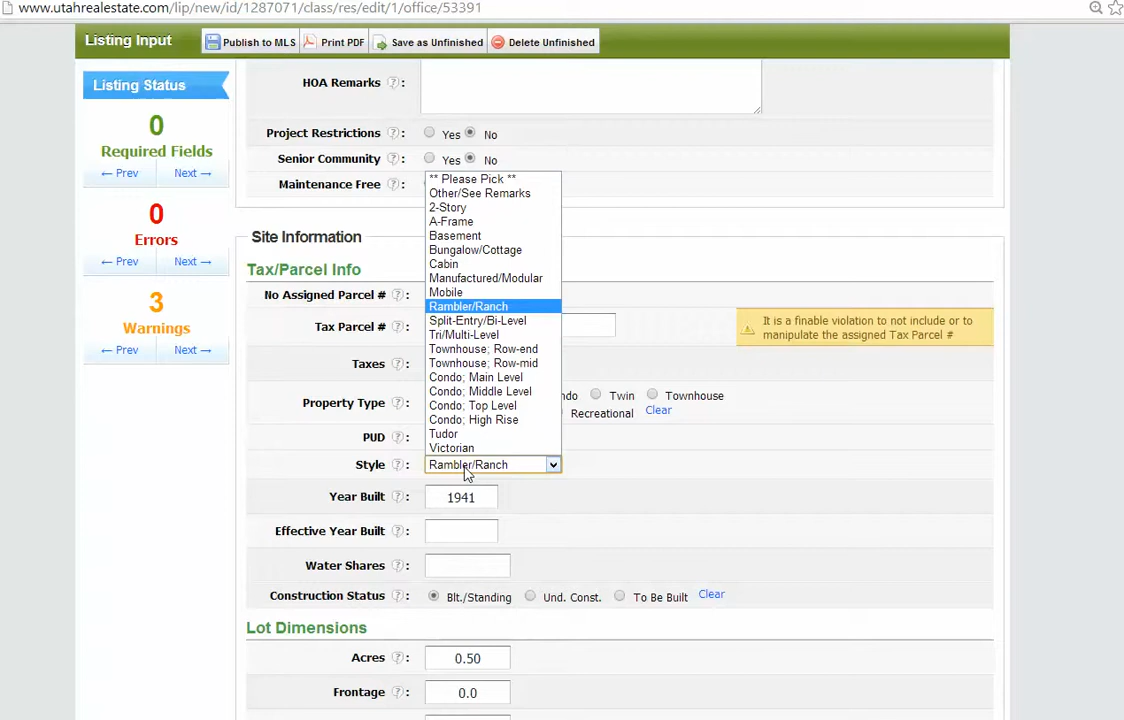 www.utahrealestate.com/lip/new/id/1287071/class/res/edit/1/office/53391
Listing Input
Publish to MLS
Print PDF
Save as Unfinished
Delete Unfinished
Listing Status
0
Required Fields
← Prev
Next →
0
Errors
← Prev
Next →
3
Warnings
← Prev
Next →
HOA Remarks ? :
Project Restrictions ? : Yes No
Senior Community ? : Yes No
Maintenance Free ? :
** Please Pick **
Other/See Remarks
2-Story
A-Frame
Basement
Bungalow/Cottage
Cabin
Manufactured/Modular
Mobile
Rambler/Ranch
Split-Entry/Bi-Level
Tri/Multi-Level
Townhouse; Row-end
Townhouse; Row-mid
Condo; Main Level
Condo; Middle Level
Condo; Top Level
Condo; High Rise
Tudor
Victorian
Site Information
Tax/Parcel Info
No Assigned Parcel # ? :
Tax Parcel # ? :
It is a finable violation to not include or to
manipulate the assigned Tax Parcel #
Taxes ? :
Property Type ? : ndo Twin Townhouse
Recreational Clear
PUD ? :
Style ? : Rambler/Ranch
Year Built ? : 1941
Effective Year Built ? :
Water Shares ? :
Construction Status ? : Blt./Standing Und. Const. To Be Built Clear
Lot Dimensions
Acres ? : 0.50
Frontage ? : 0.0